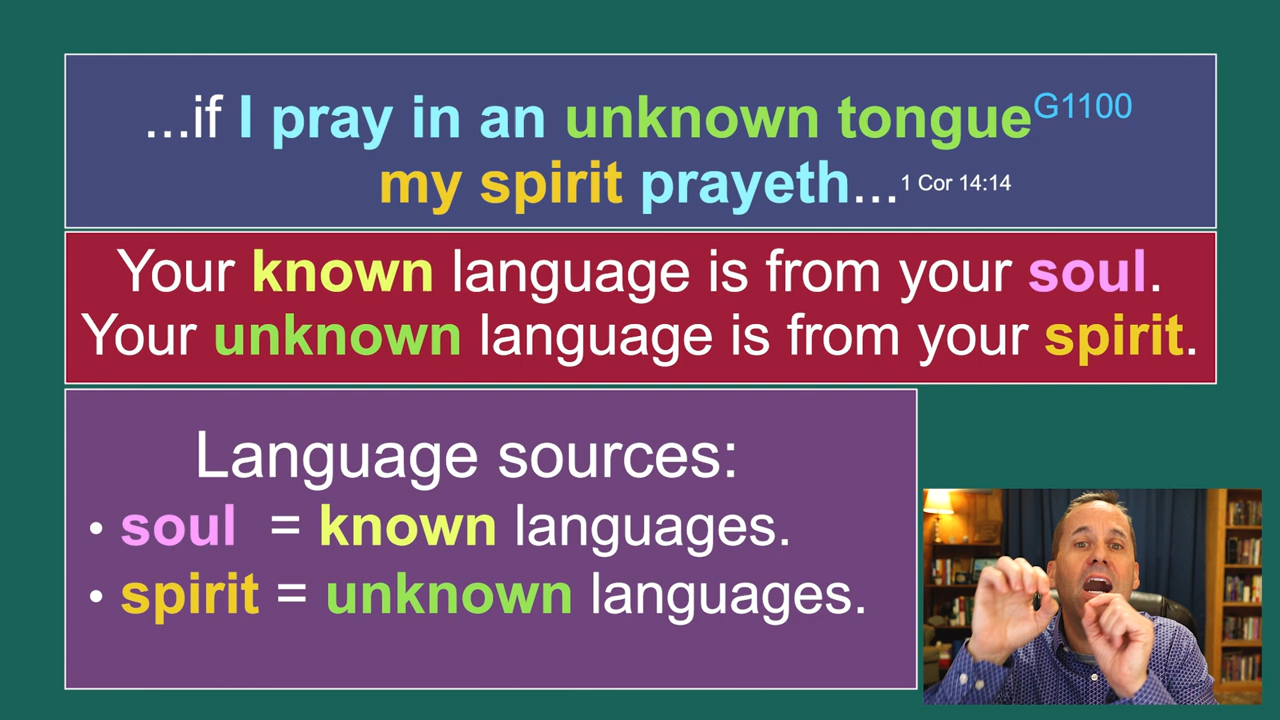 ...if I pray in an unknown tongueG1100
my spirit prayeth...1 Cor 14:14
Your known language is from your soul.
Your unknown language is from your spirit.
Language sources:
• soul = known languages.
• spirit = unknown languages.